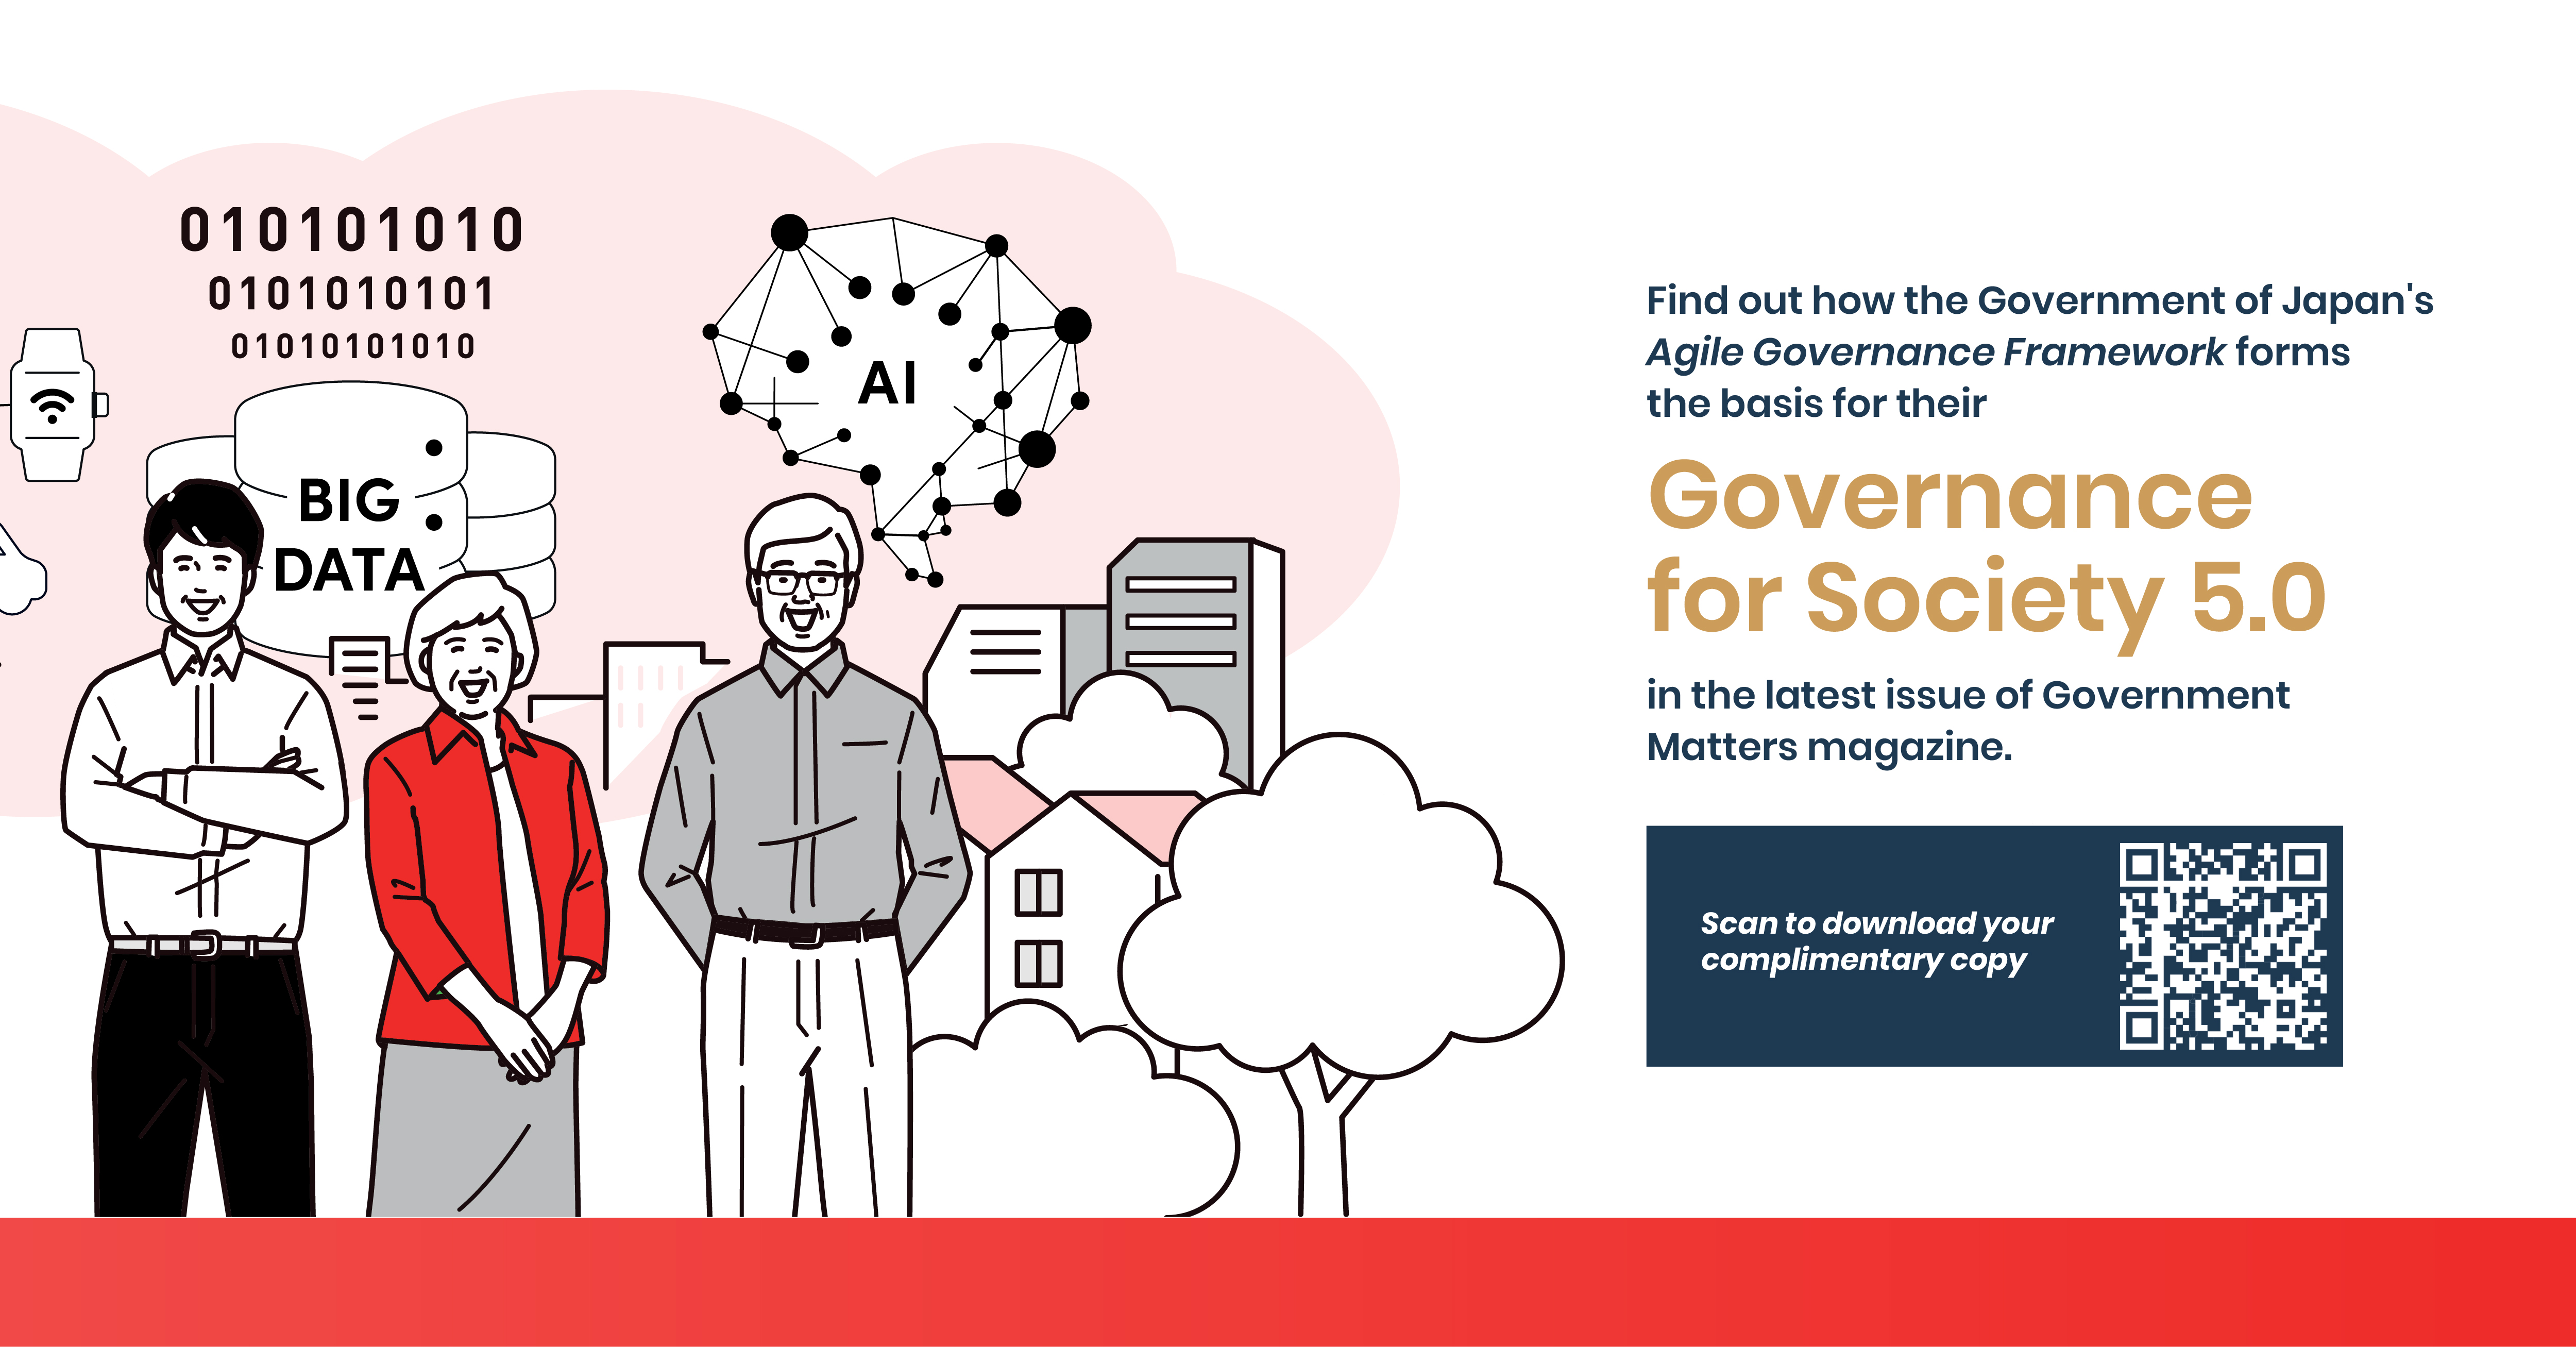 010101010
0101010101
01010101010
BIG
DATA
AI
Find out how the Government of Japan's
Agile Governance Framework forms
the basis for their
Governance
for Society 5.0
in the latest issue of Government
Matters magazine.
Scan to download your
complimentary copy